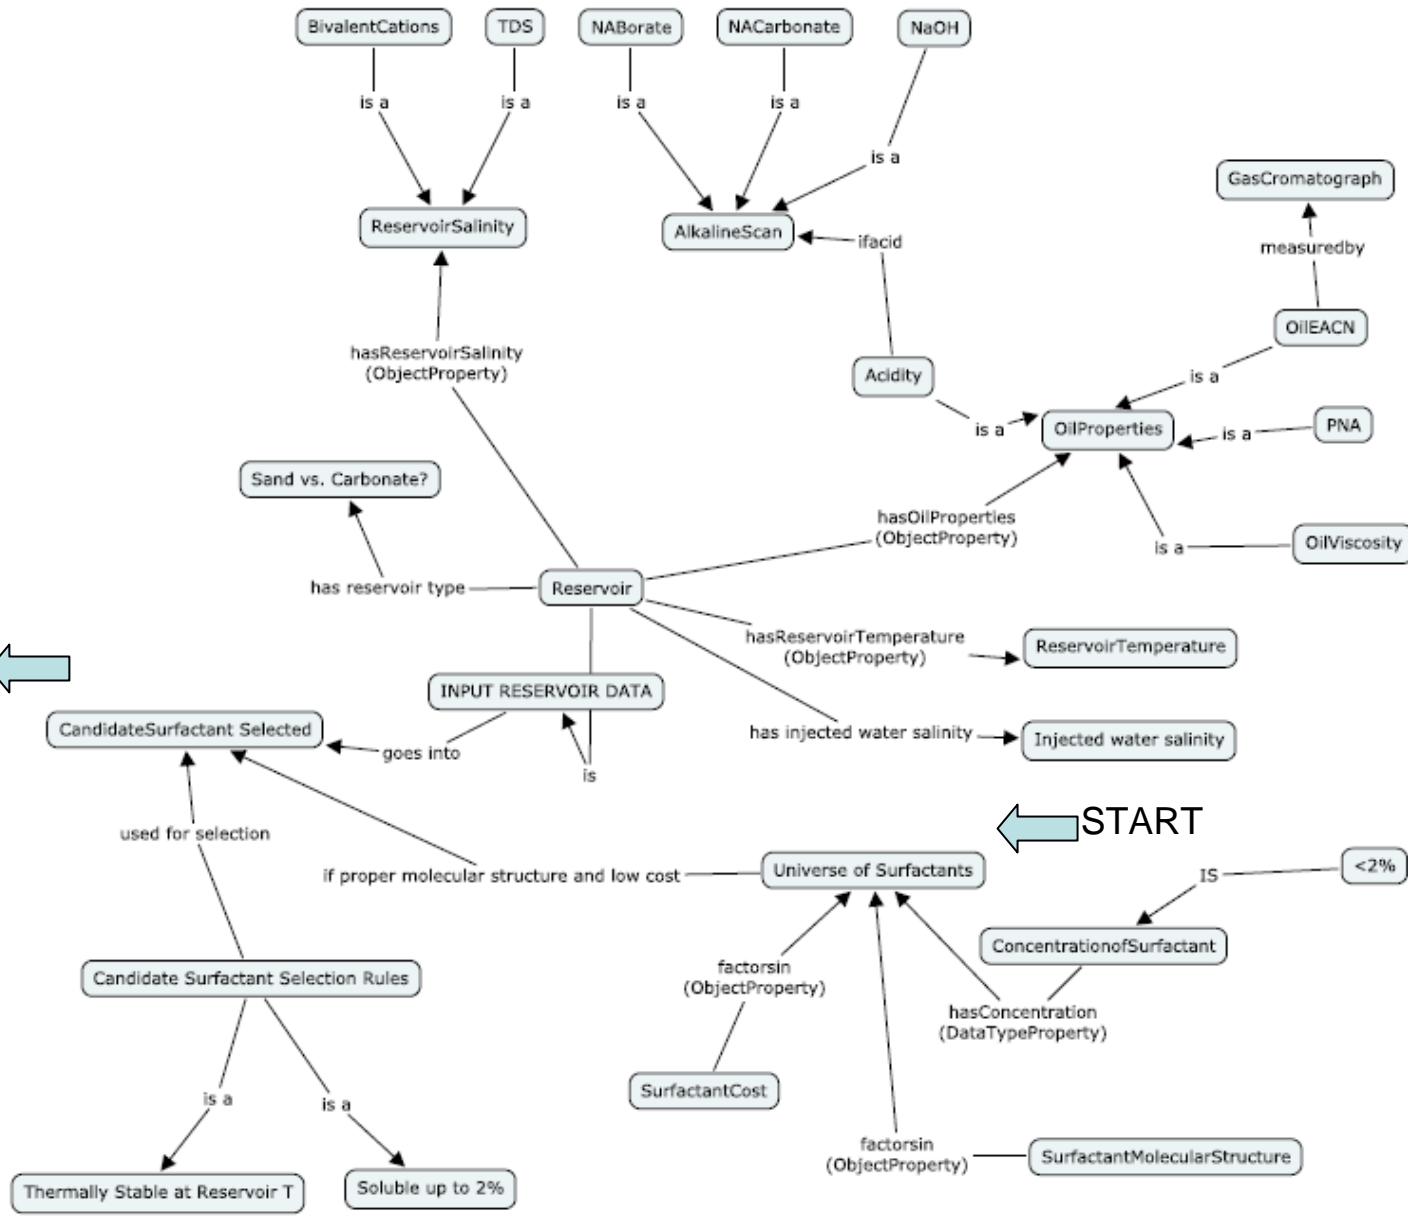 BivalentCations
TDS
NABorate
NACarbonate
NaOH
is a
is a
is a
is a
is a
GasCromatograph
ReservoirSalinity
AlkalineScan
ifacid
measuredby
OilEACN
hasReservoirSalinity
(ObjectProperty)
Acidity
is a
is a
OilProperties
is a
PNA
Sand vs. Carbonate?
hasOilProperties
(ObjectProperty)
is a
OilViscosity
has reservoir type
Reservoir
hasReservoirTemperature
(ObjectProperty)
ReservoirTemperature
INPUT RESERVOIR DATA
CandidateSurfactant Selected
goes into
is
has injected water salinity
Injected water salinity
START
used for selection
if proper molecular structure and low cost
Universe of Surfactants
IS
<2%
ConcentrationofSurfactant
Candidate Surfactant Selection Rules
factorsin
(ObjectProperty)
hasConcentration
(DataTypeProperty)
SurfactantCost
is a
is a
factorsin
(ObjectProperty)
SurfactantMolecularStructure
Thermally Stable at Reservoir T
Soluble up to 2%